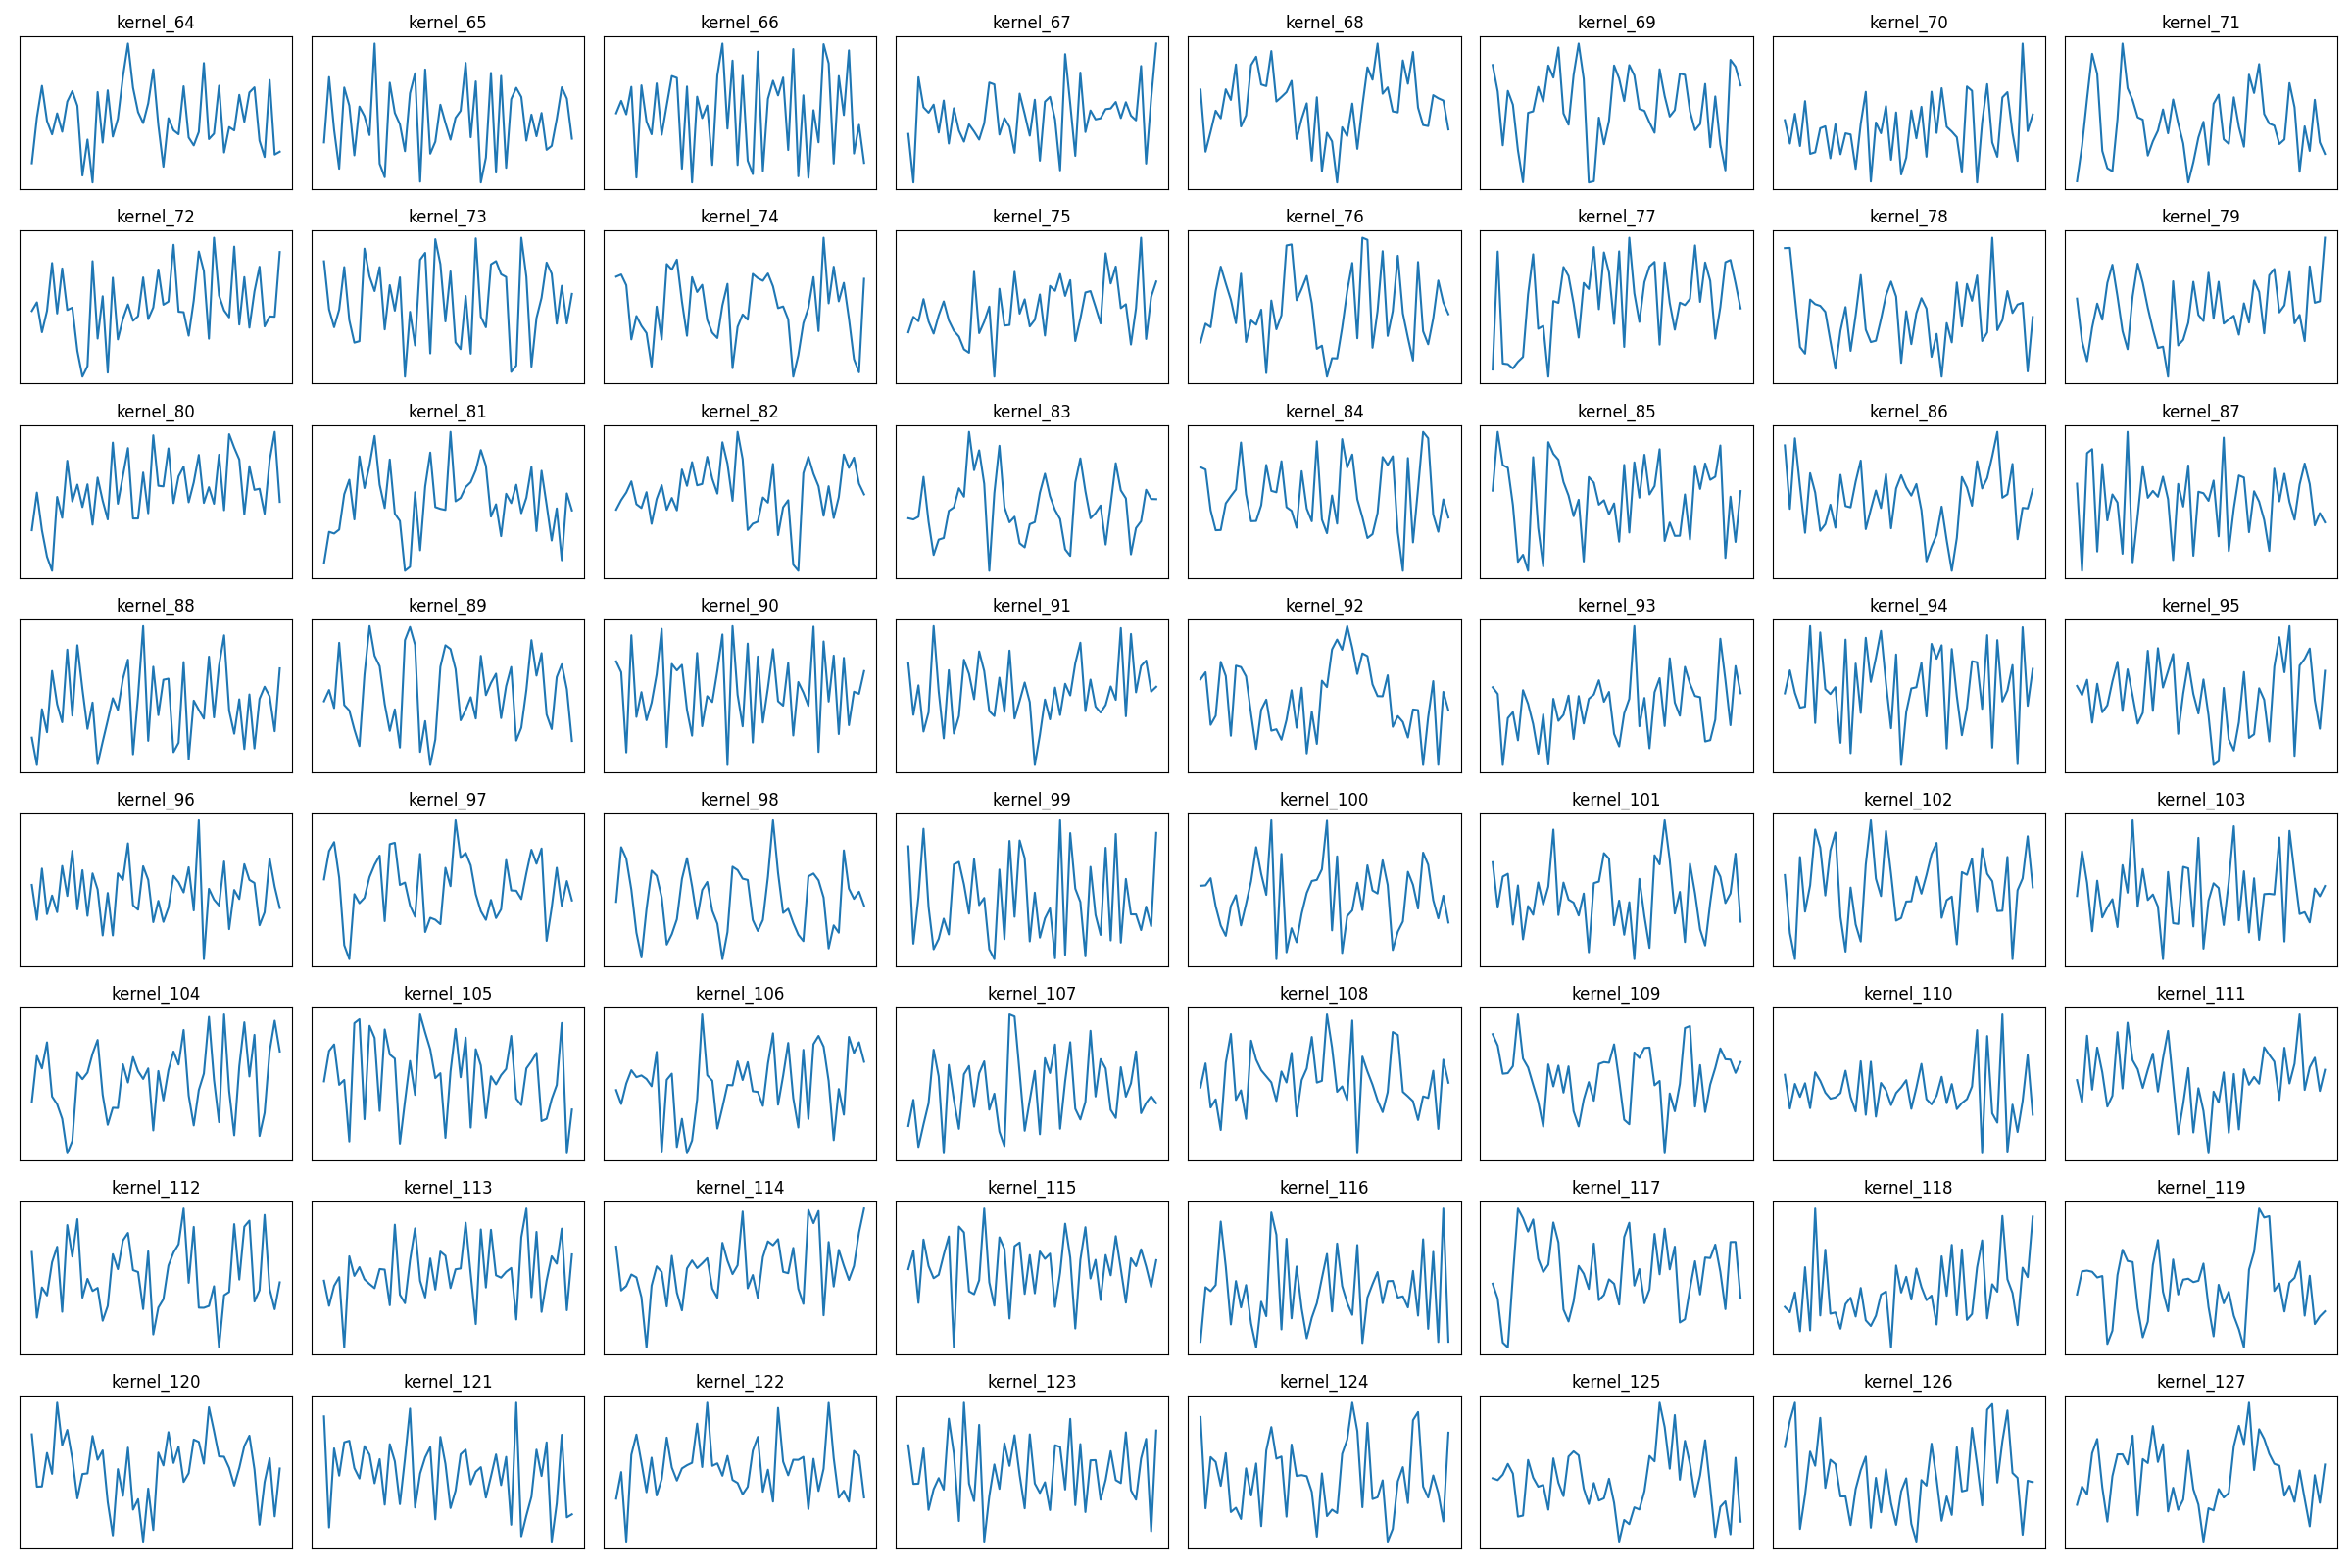 kernel_64 kernel_65 kernel_66 kernel_67 kernel_68 kernel_69 kernel_70 kernel_71
kernel_72 kernel_73 kernel_74 kernel_75 kernel_76 kernel_77 kernel_78 kernel_79
kernel_80 kernel_81 kernel_82 kernel_83 kernel_84 kernel_85 kernel_86 kernel_87
kernel_88 kernel_89 kernel_90 kernel_91 kernel_92 kernel_93 kernel_94 kernel_95
kernel_96 kernel_97 kernel_98 kernel_99 kernel_100 kernel_101 kernel_102 kernel_103
kernel_104 kernel_105 kernel_106 kernel_107 kernel_108 kernel_109 kernel_110 kernel_111
kernel_112 kernel_113 kernel_114 kernel_115 kernel_116 kernel_117 kernel_118 kernel_119
kernel_120 kernel_121 kernel_122 kernel_123 kernel_124 kernel_125 kernel_126 kernel_127